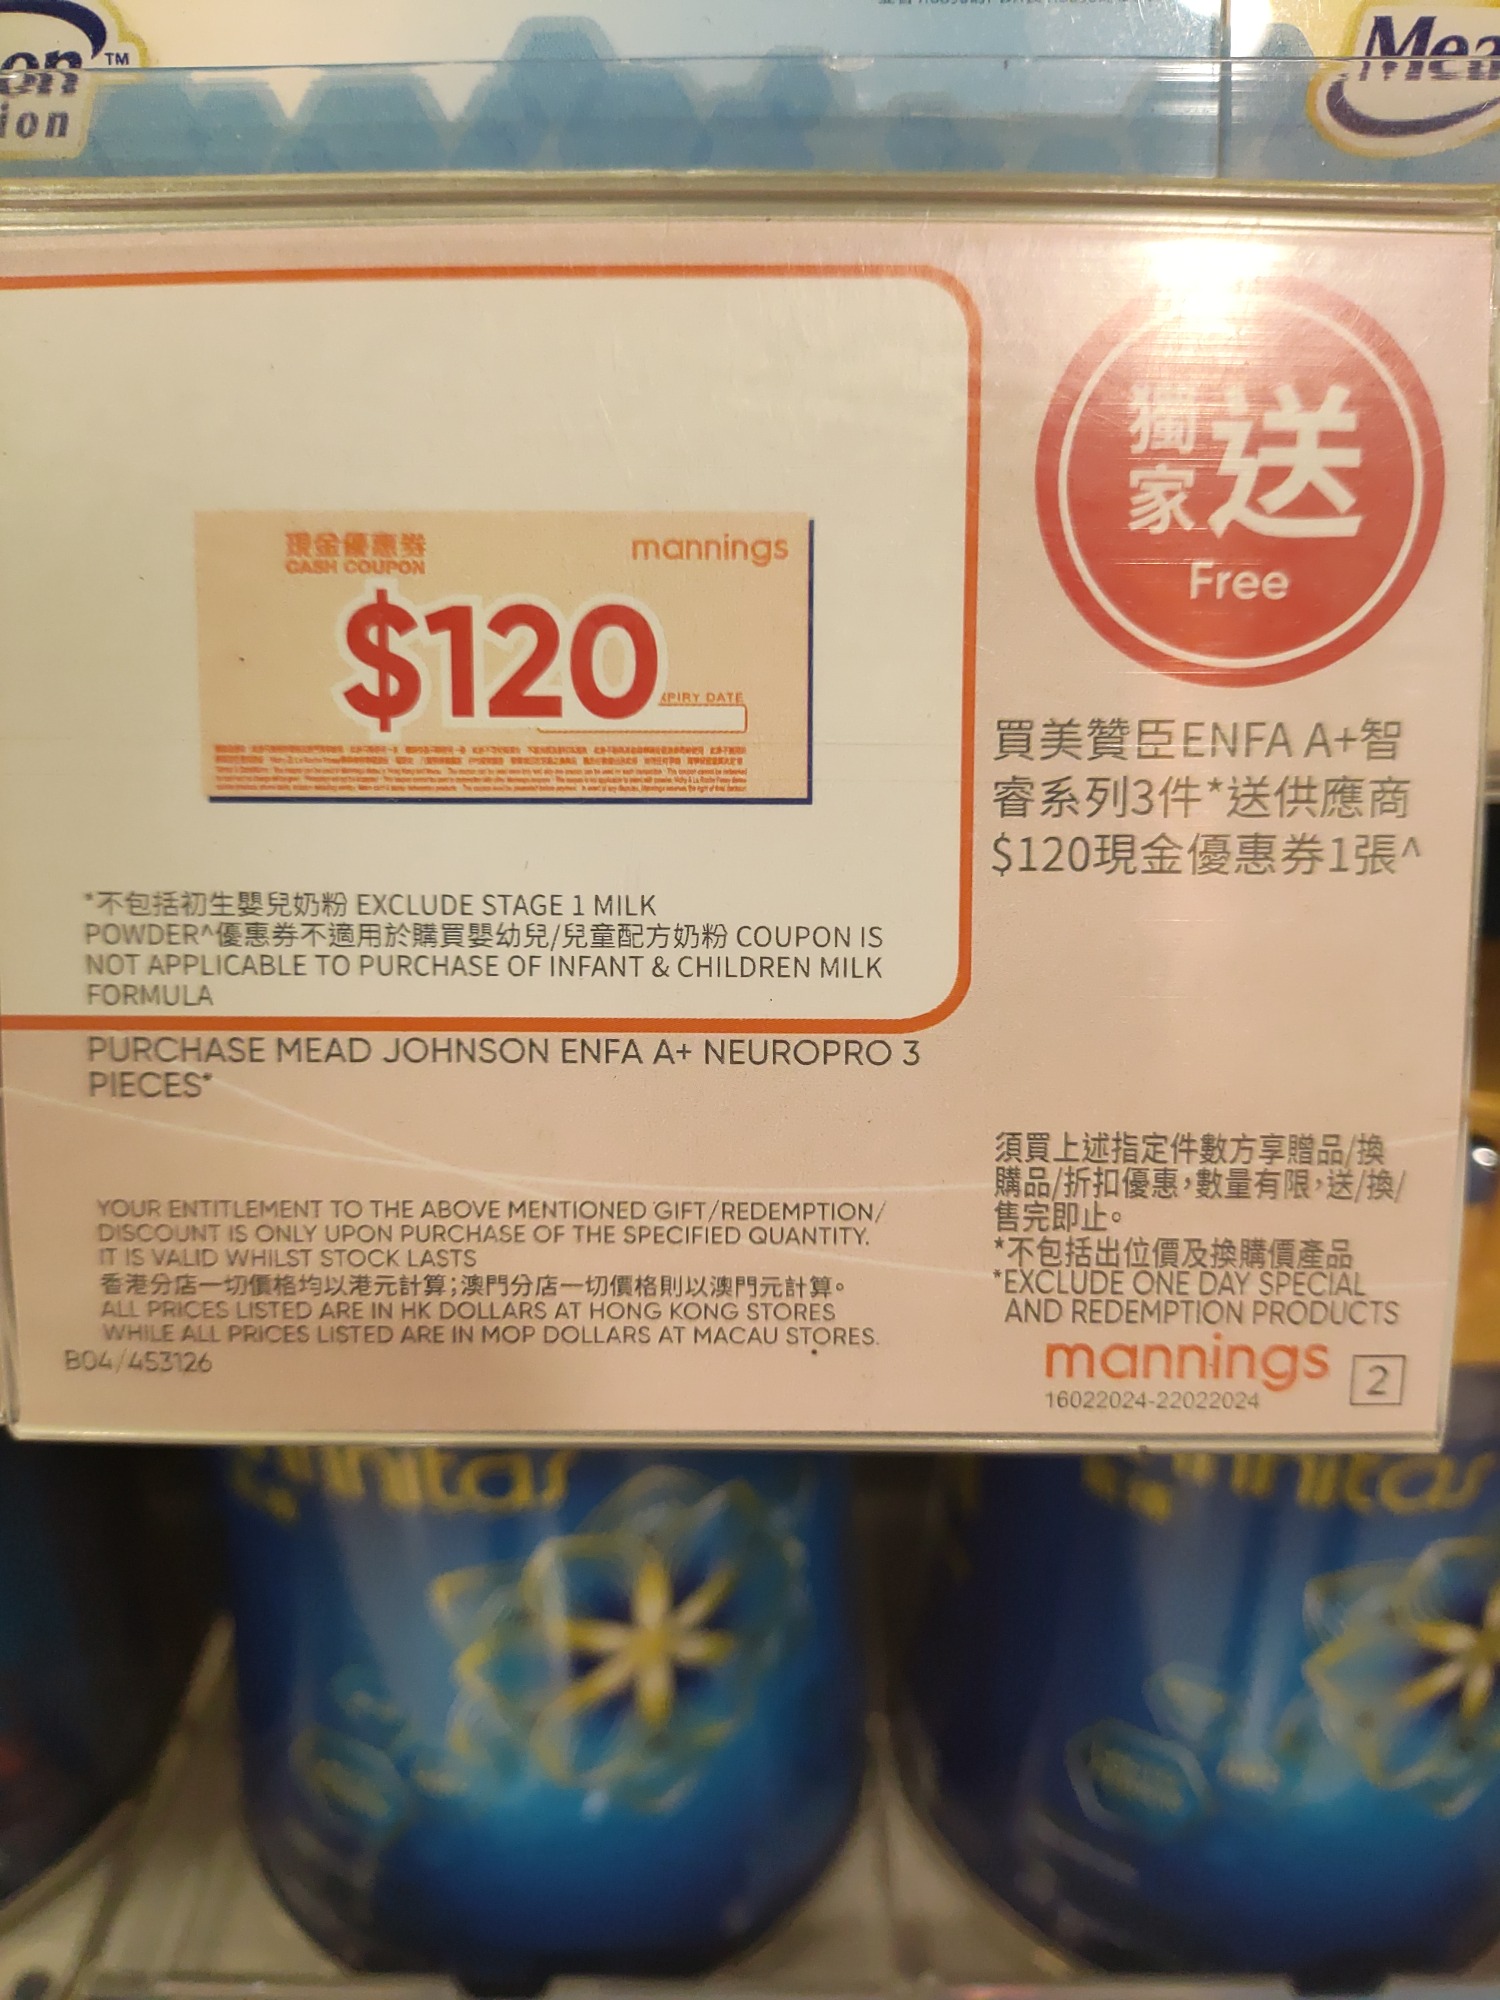 on™
ion
Mea
獨家送
Free
現金優惠券
CASH COUPON
mannings
$120
PIRY DATE
買美贊臣ENFA A+智
睿系列3件*送供應商
$120現金優惠券1張^
*不包括初生嬰兒奶粉 EXCLUDE STAGE 1 MILK
POWDER^優惠券不適用於購買嬰幼兒/兒童配方奶粉 COUPON IS
NOT APPLICABLE TO PURCHASE OF INFANT & CHILDREN MILK
FORMULA
PURCHASE MEAD JOHNSON ENFA A+ NEUROPRO 3
PIECES*
須買上述指定件數方享贈品/換
購品/折扣優惠,數量有限,送/換/
售完即止。
*不包括出位價及換購價產品
*EXCLUDE ONE DAY SPECIAL
AND REDEMPTION PRODUCTS
YOUR ENTITLEMENT TO THE ABOVE MENTIONED GIFT/REDEMPTION/
DISCOUNT IS ONLY UPON PURCHASE OF THE SPECIFIED QUANTITY.
IT IS VALID WHILST STOCK LASTS
香港分店一切價格均以港元計算;澳門分店一切價格則以澳門元計算。
ALL PRICES LISTED ARE IN HK DOLLARS AT HONG KONG STORES
WHILE ALL PRICES LISTED ARE IN MOP DOLLARS AT MACAU STORES.
B04/453126
mannings
2
16022024-22022024